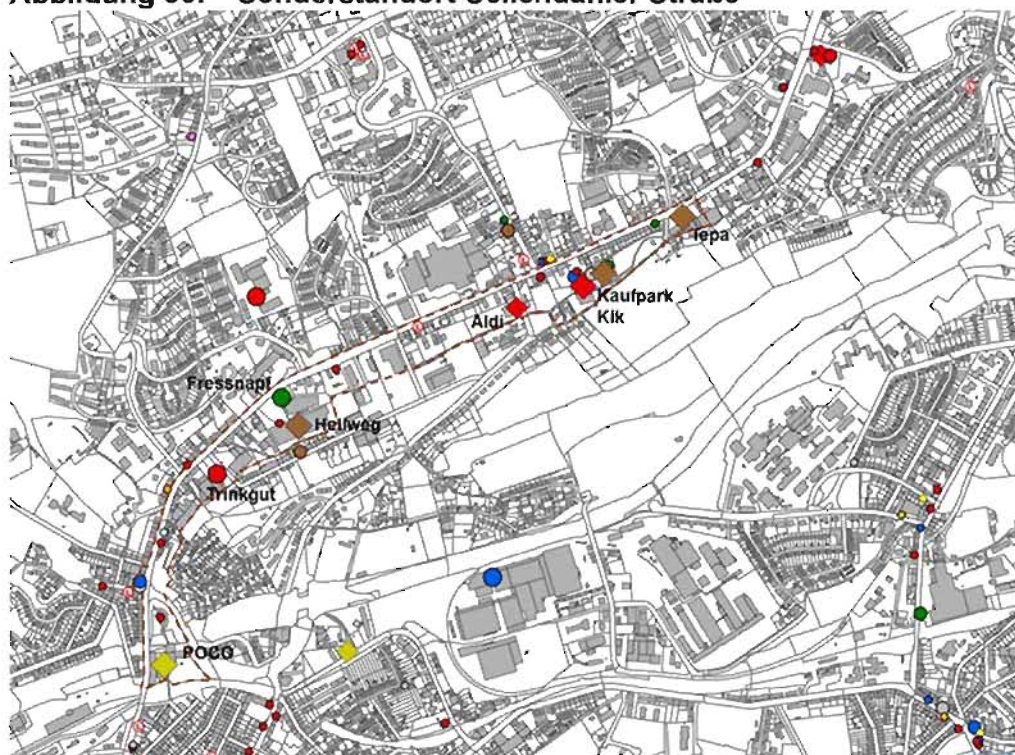 Tepa
Kaufpark
Kik
Aldi
Fressnapf
Hellweg
Trinkgut
POCO